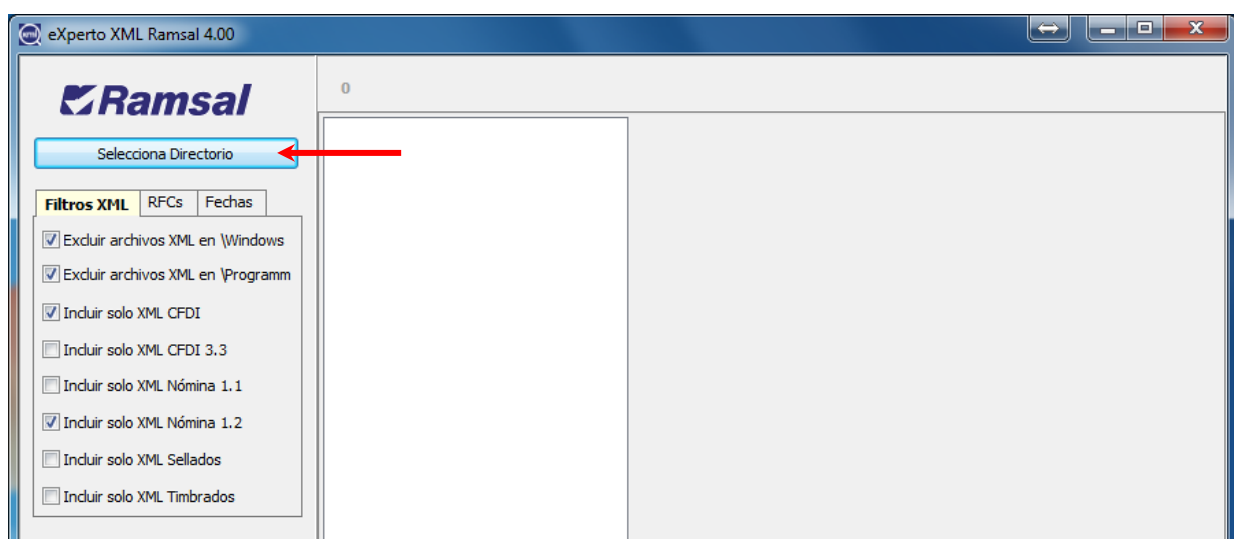 eXperto XML Ramsal 4.00
Ramsal
0
Selecciona Directorio
Filtros XML RFCs Fechas
Excluir archivos XML en \Windows
Excluir archivos XML en \Programm
Incluir solo XML CFDI
Incluir solo XML CFDI 3.3
Incluir solo XML Nómina 1.1
Incluir solo XML Nómina 1.2
Incluir solo XML Sellados
Incluir solo XML Timbrados